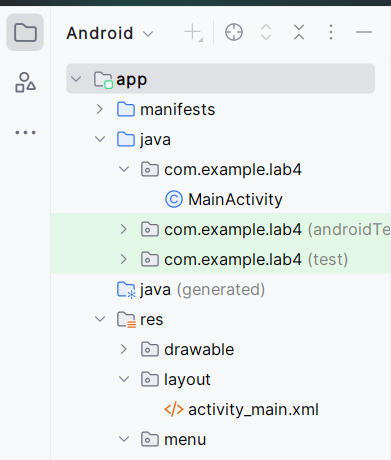 Android
app
manifests
java
com.example.lab4
MainActivity
com.example.lab4 (androidTe
com.example.lab4 (test)
java (generated)
res
drawable
layout
activity_main.xml
menu